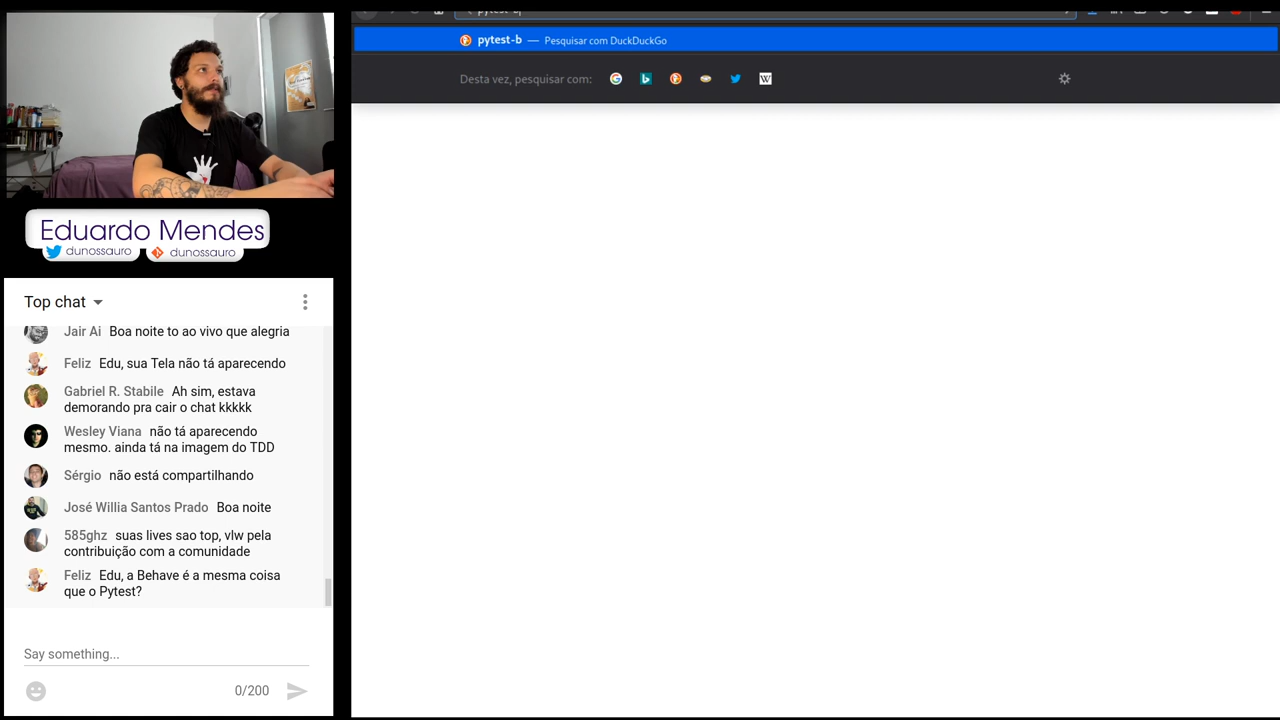 pytest-b
pytest-b — Pesquisar com DuckDuckGo
Desta vez, pesquisar com:
Eduardo Mendes
dunossauro dunossauro
Top chat
Jair Ai Boa noite to ao vivo que alegria
Feliz Edu, sua Tela não tá aparecendo
Gabriel R. Stabile Ah sim, estava
demorando pra cair o chat kkkkk
Wesley Viana não tá aparecendo
mesmo. ainda tá na imagem do TDD
Sérgio não está compartilhando
José Willia Santos Prado Boa noite
585ghz suas lives sao top, vlw pela
contribuição com a comunidade
Feliz Edu, a Behave é a mesma coisa
que o Pytest?
Say something...
0/200